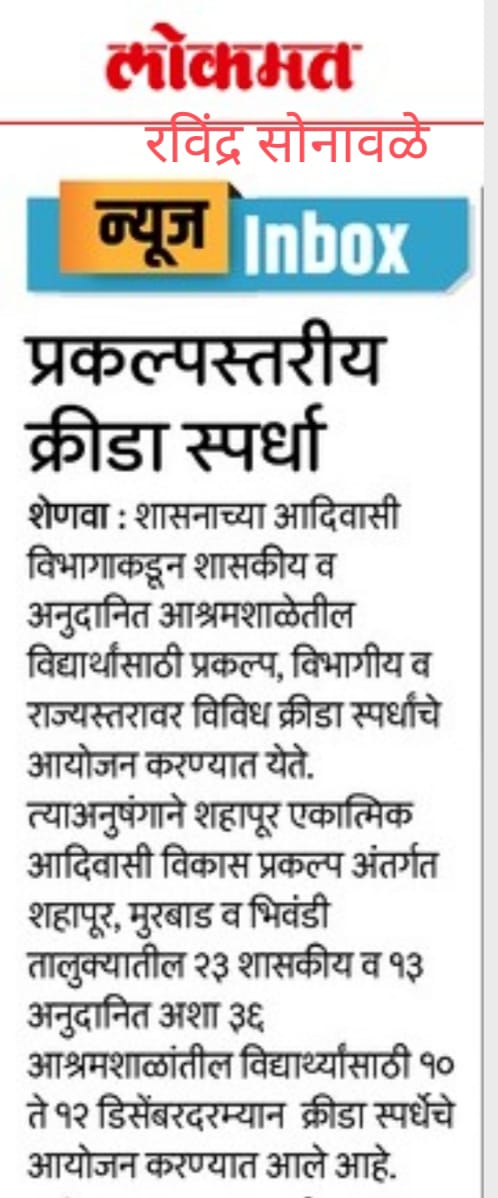 लोकमत
रविंद्र सोनावळे
न्यूज Inbox
प्रकल्पस्तरीय
क्रीडा स्पर्धा
शेणवा : शासनाच्या आदिवासी
विभागाकडून शासकीय व
अनुदानित आश्रमशाळेतील
विद्यार्थांसाठी प्रकल्प, विभागीय व
राज्यस्तरावर विविध क्रीडा स्पर्धांचे
आयोजन करण्यात येते.
त्याअनुषंगाने शहापूर एकात्मिक
आदिवासी विकास प्रकल्प अंतर्गत
शहापूर, मुरबाड व भिवंडी
तालुक्यातील २३ शासकीय व १३
अनुदानित अशा ३६
आश्रमशाळांतील विद्यार्थ्यांसाठी १०
ते १२ डिसेंबरदरम्यान क्रीडा स्पर्धेचे
आयोजन करण्यात आले आहे.